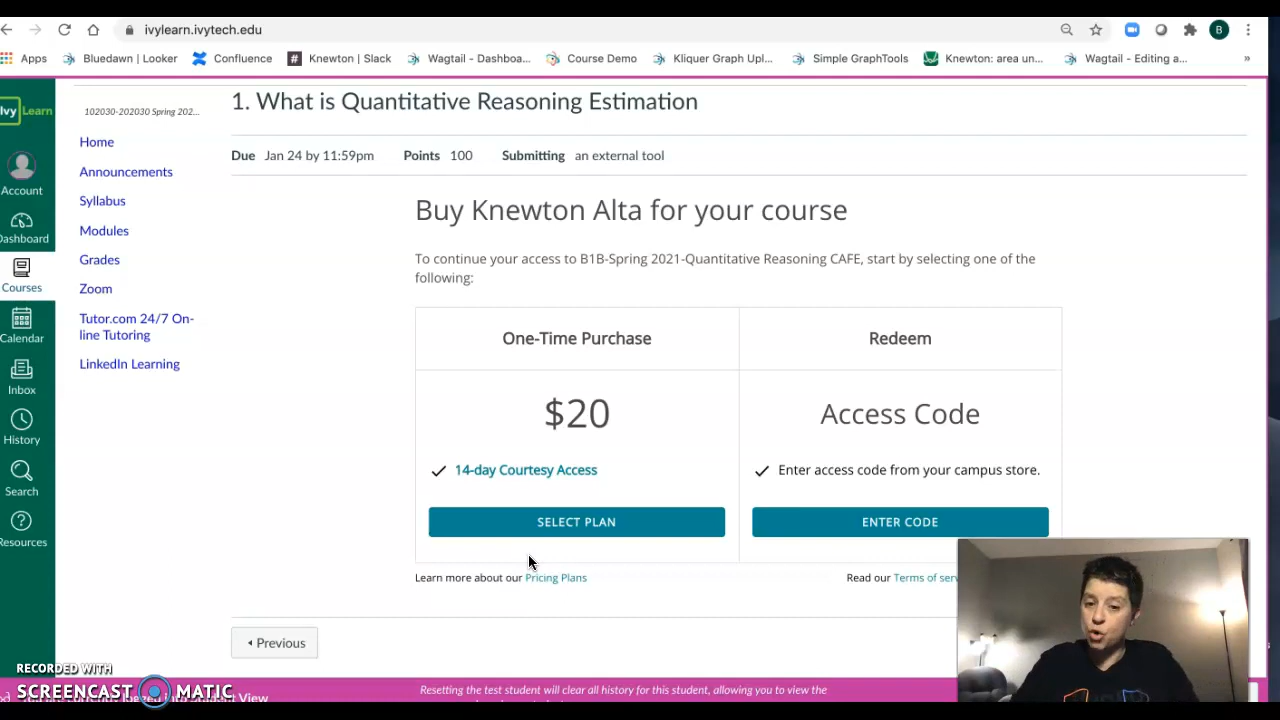 ivylearn.ivytech.edu
B
Apps
Bluedawn | Looker
Confluence
Knewton | Slack
Wagtail - Dashboa...
Course Demo
Kliquer Graph Upl...
Simple GraphTools
Knewton: area un...
Wagtail - Editing a...
»
Ivy Learn
Account
Dashboard
Courses
Calendar
Inbox
History
Search
Resources
102030-202030 Spring 202...
Home
Announcements
Syllabus
Modules
Grades
Zoom
Tutor.com 24/7 On-
line Tutoring
LinkedIn Learning
1. What is Quantitative Reasoning Estimation
Due Jan 24 by 11:59pm Points 100 Submitting an external tool
Buy Knewton Alta for your course
To continue your access to B1B-Spring 2021-Quantitative Reasoning CAFE, start by selecting one of the
following:
One-Time Purchase
$20
14-day Courtesy Access
SELECT PLAN
Redeem
Access Code
Enter access code from your campus store.
ENTER CODE
Learn more about our Pricing Plans
Read our Terms of serv
Previous
RECORDED WITH
SCREENCAST MATIC
View
Resetting the test student will clear all history for this student, allowing you to view the